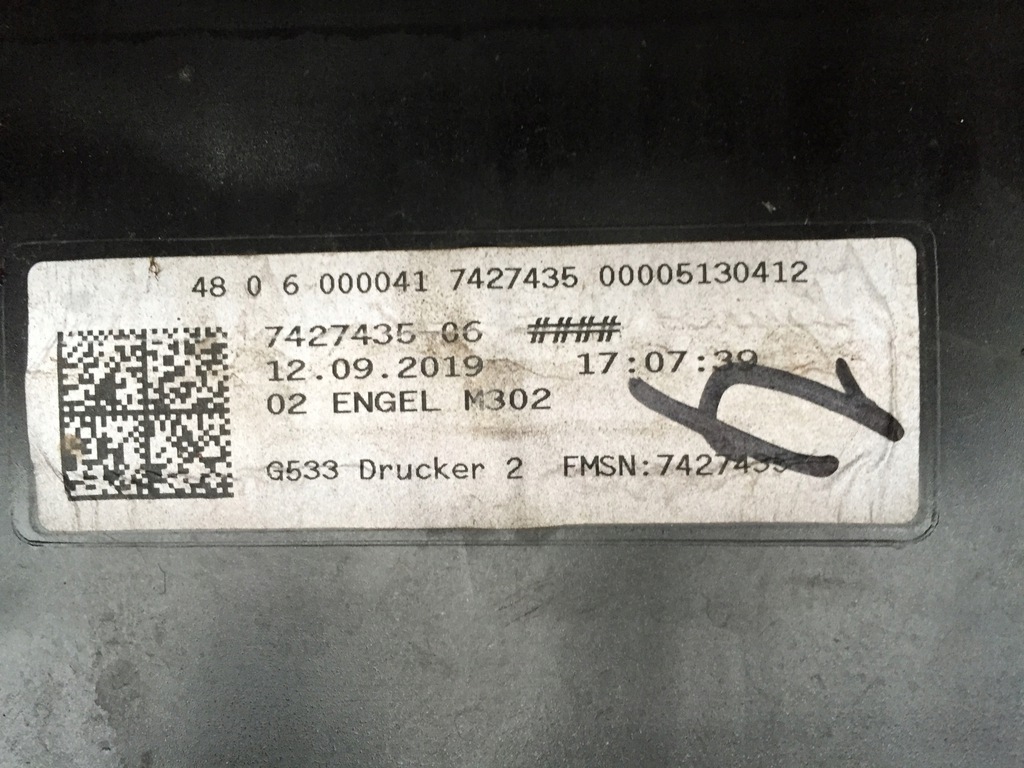 48 0 6 000041 7427435 00005130412
7427435 06 ####
12.09.2019 17:07:39
02 ENGEL M302
G533 Drucker 2 FMSN:7427435